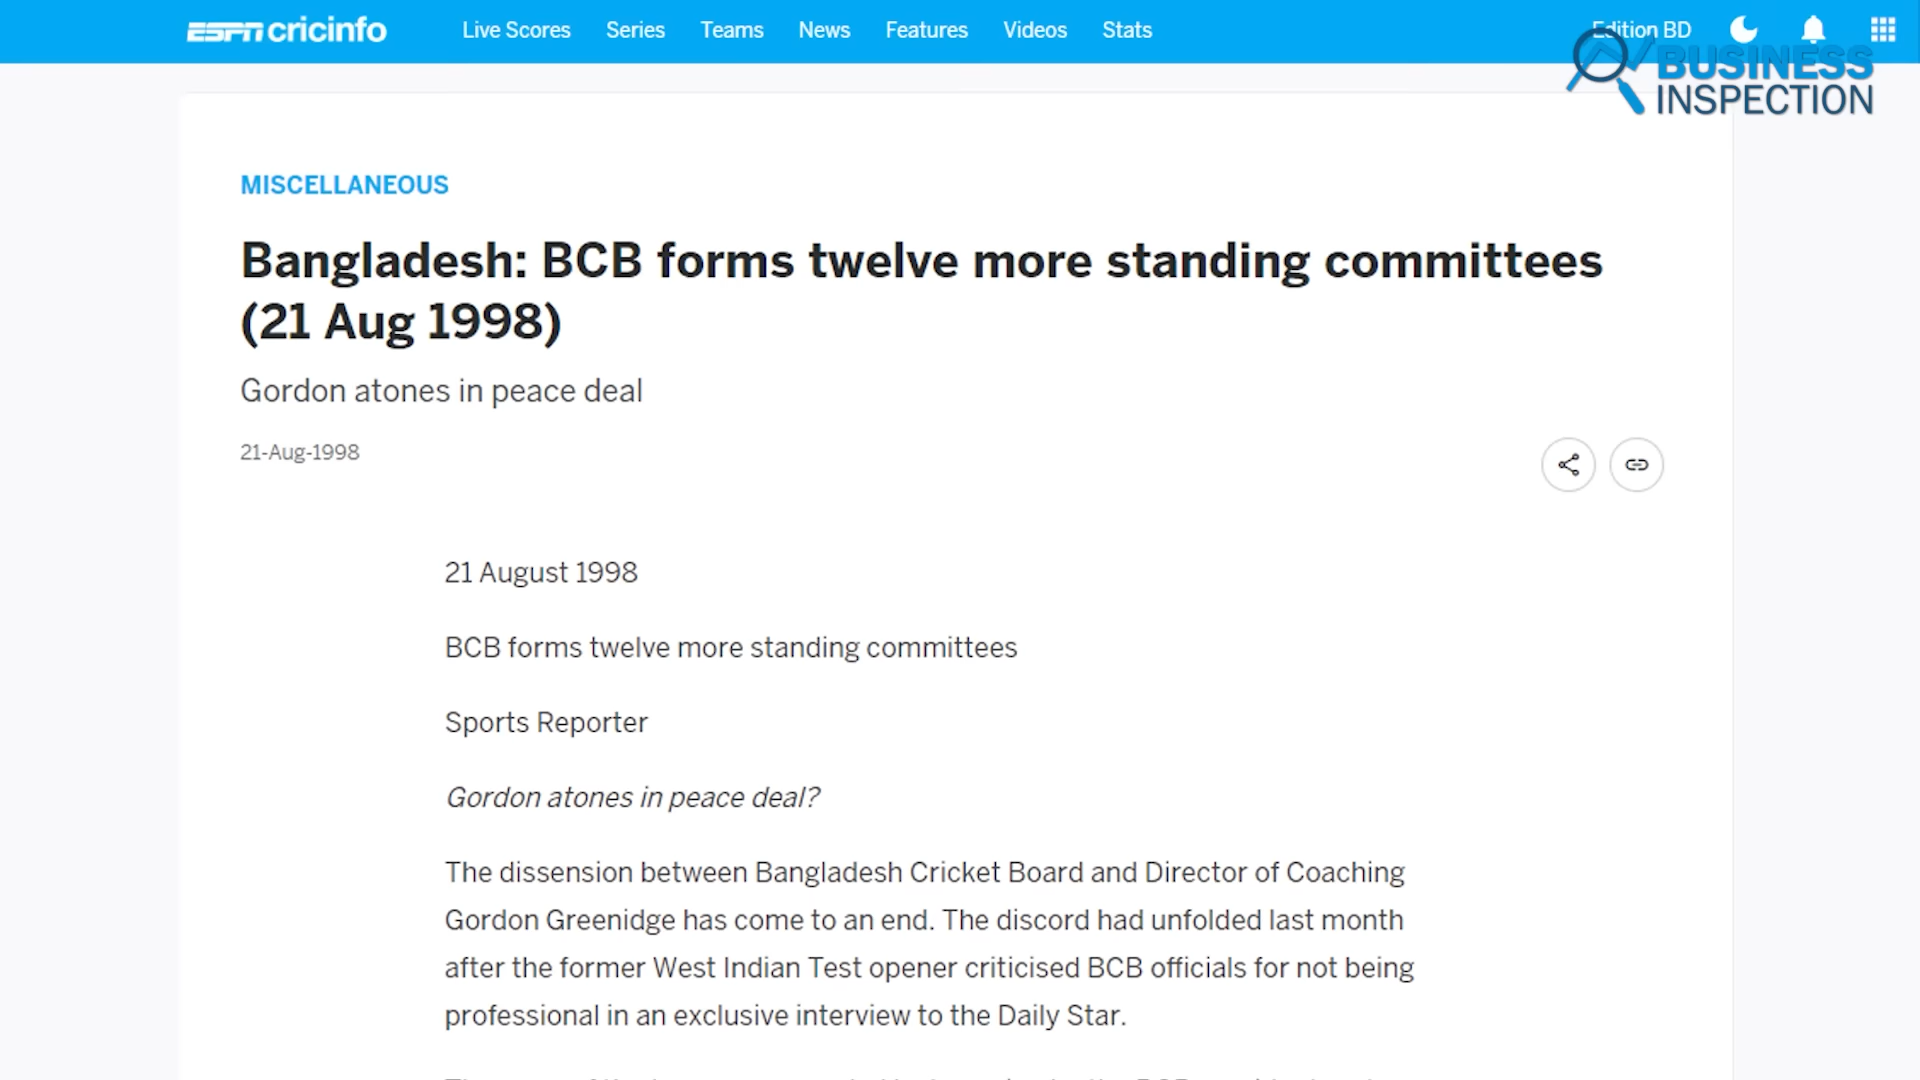 ESPN cricinfo Live Scores Series Teams News Features Videos Stats Edition BD
BUSINESS
INSPECTION
MISCELLANEOUS
Bangladesh: BCB forms twelve more standing committees
(21 Aug 1998)
Gordon atones in peace deal
21-Aug-1998
21 August 1998
BCB forms twelve more standing committees
Sports Reporter
Gordon atones in peace deal?
The dissension between Bangladesh Cricket Board and Director of Coaching
Gordon Greenidge has come to an end. The discord had unfolded last month
after the former West Indian Test opener criticised BCB officials for not being
professional in an exclusive interview to the Daily Star.